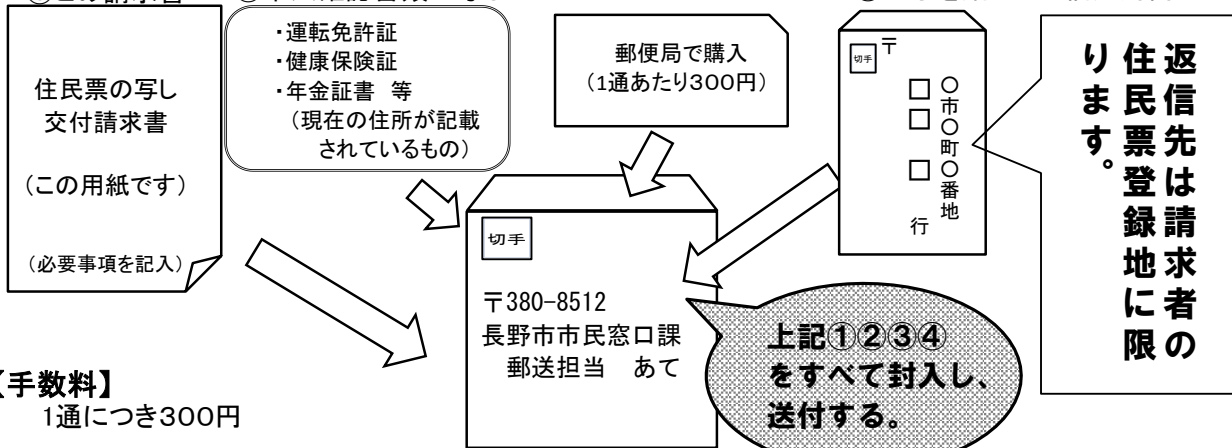 住民票の写し
交付請求書
(この用紙です)
(必要事項を記入)
・運転免許証
・健康保険証
・年金証書 等
(現在の住所が記載
されているもの)
郵便局で購入
(1通あたり300円)
切手
〒
○市○町○番地
行
返信先は請求者の
住民票登録地に限
ります。
切手
〒380-8512
長野市市民窓口課
郵送担当 あて
上記①②③④
をすべて封入し、
送付する。
【手数料】
1通につき300円